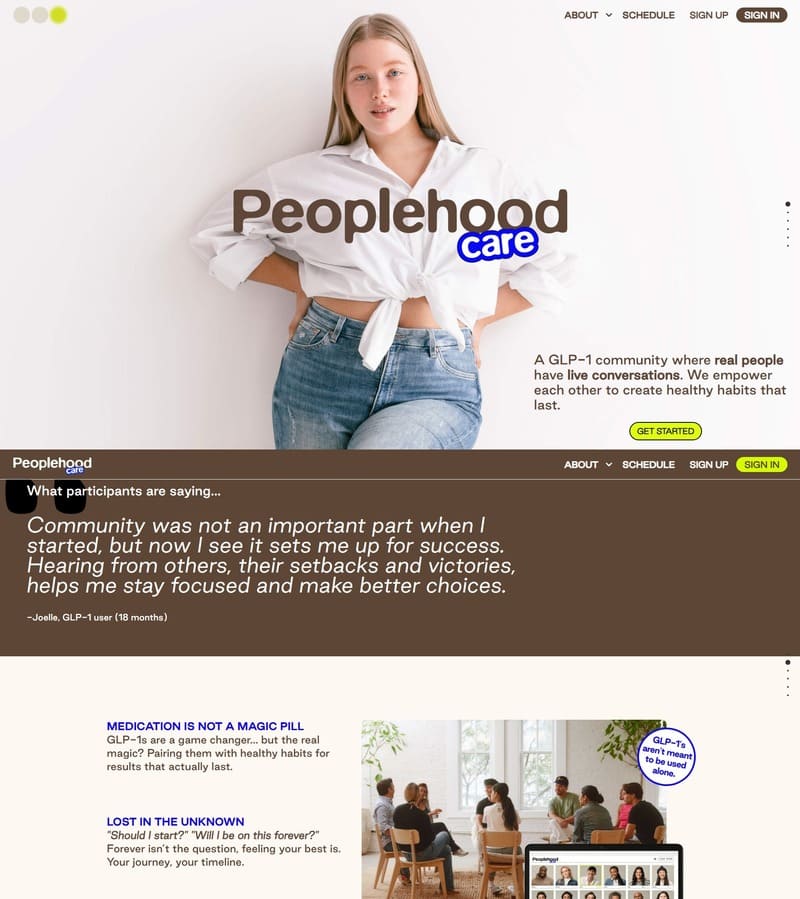 ABOUT SCHEDULE SIGN UP SIGN IN
Peoplehood
care
A GLP-1 community where real people
have live conversations. We empower
each other to create healthy habits that
last.
GET STARTED
Peoplehood
care
ABOUT SCHEDULE SIGN UP SIGN IN
What participants are saying...
Community was not an important part when I
started, but now I see it sets me up for success.
Hearing from others, their setbacks and victories,
helps me stay focused and make better choices.
-Joelle, GLP-1 user (18 months)
MEDICATION IS NOT A MAGIC PILL
GLP-1s are a game changer... but the real
magic? Pairing them with healthy habits for
results that actually last.
GLP-1's
aren't meant
to be used
alone.
LOST IN THE UNKNOWN
"Should I start?" "Will I be on this forever?"
Forever isn't the question, feeling your best is.
Your journey, your timeline.
Peoplehood